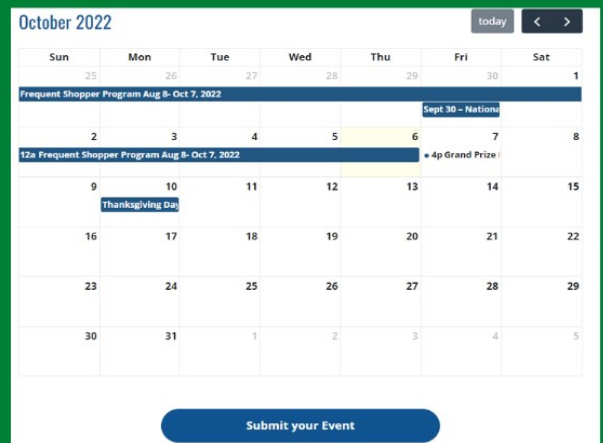 October 2022
today < >
Sun Mon Tue Wed Thu Fri Sat
25 26 27 28 29 30 1
Frequent Shopper Program Aug 8- Oct 7, 2022
Sept 30 – Nationa
2 3 4 5 6 7 8
12a Frequent Shopper Program Aug 8- Oct 7, 2022
• 4p Grand Prize
9 10 11 12 13 14 15
Thanksgiving Day
16 17 18 19 20 21 22
23 24 25 26 27 28 29
30 31 1 2 3 4 5
Submit your Event